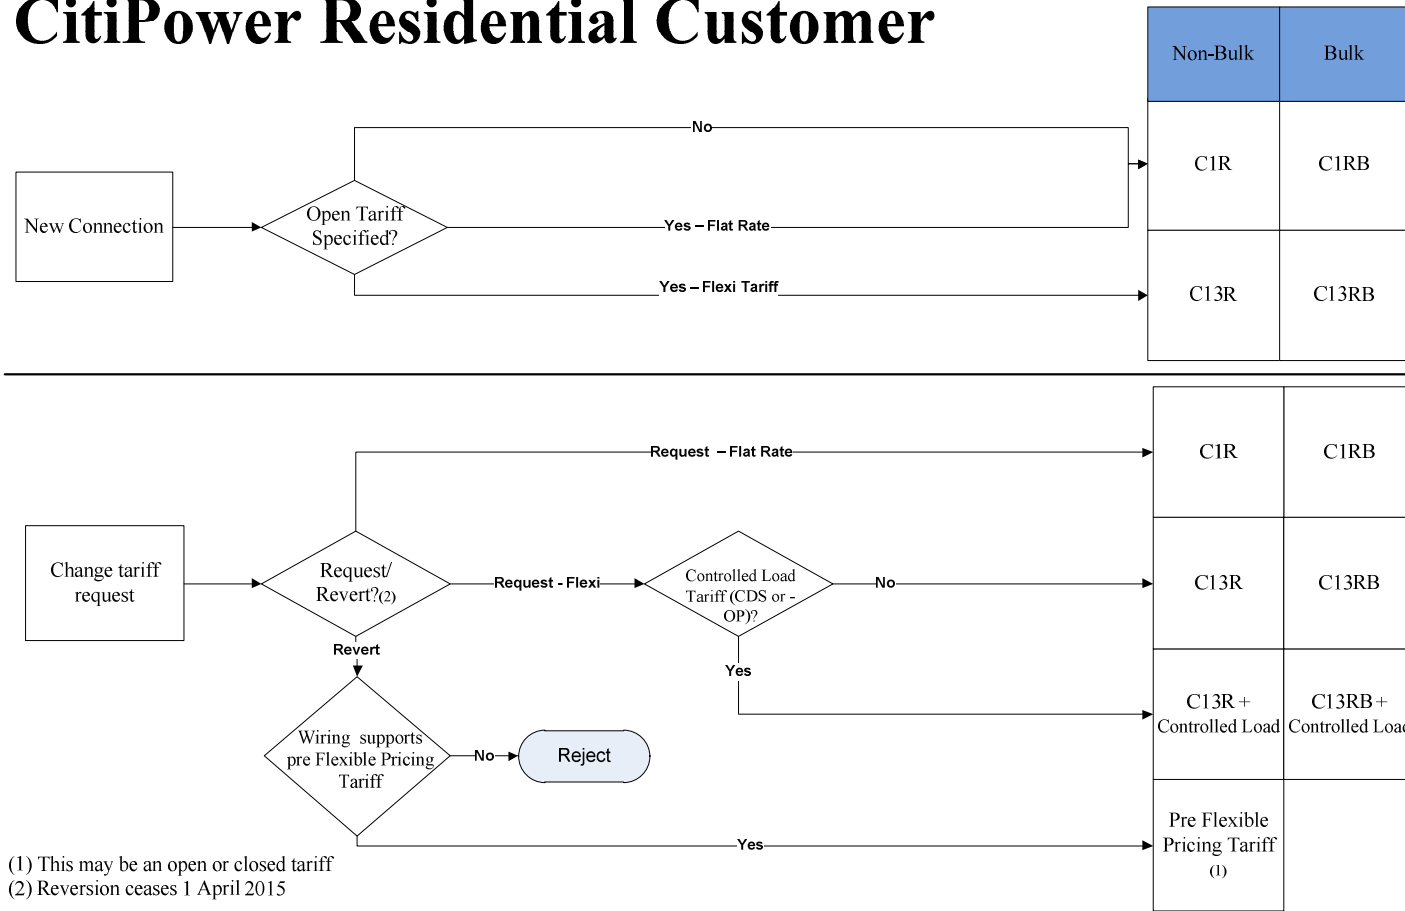 CitiPower Residential Customer
Non-Bulk
Bulk
No
C1R
C1RB
New Connection
Open Tariff
Specified?
Yes – Flat Rate
Yes – Flexi Tariff
C13R
C13RB
Request – Flat Rate
C1R
C1RB
Change tariff
request
Request/
Revert?(2)
Request - Flexi
Controlled Load
Tariff (CDS or -
OP)?
No
C13R
C13RB
Revert
Yes
C13R +
Controlled Load
C13RB +
Controlled Load
Wiring supports
pre Flexible Pricing
Tariff
No
Reject
Yes
Pre Flexible
Pricing Tariff
(1)
(1) This may be an open or closed tariff
(2) Reversion ceases 1 April 2015